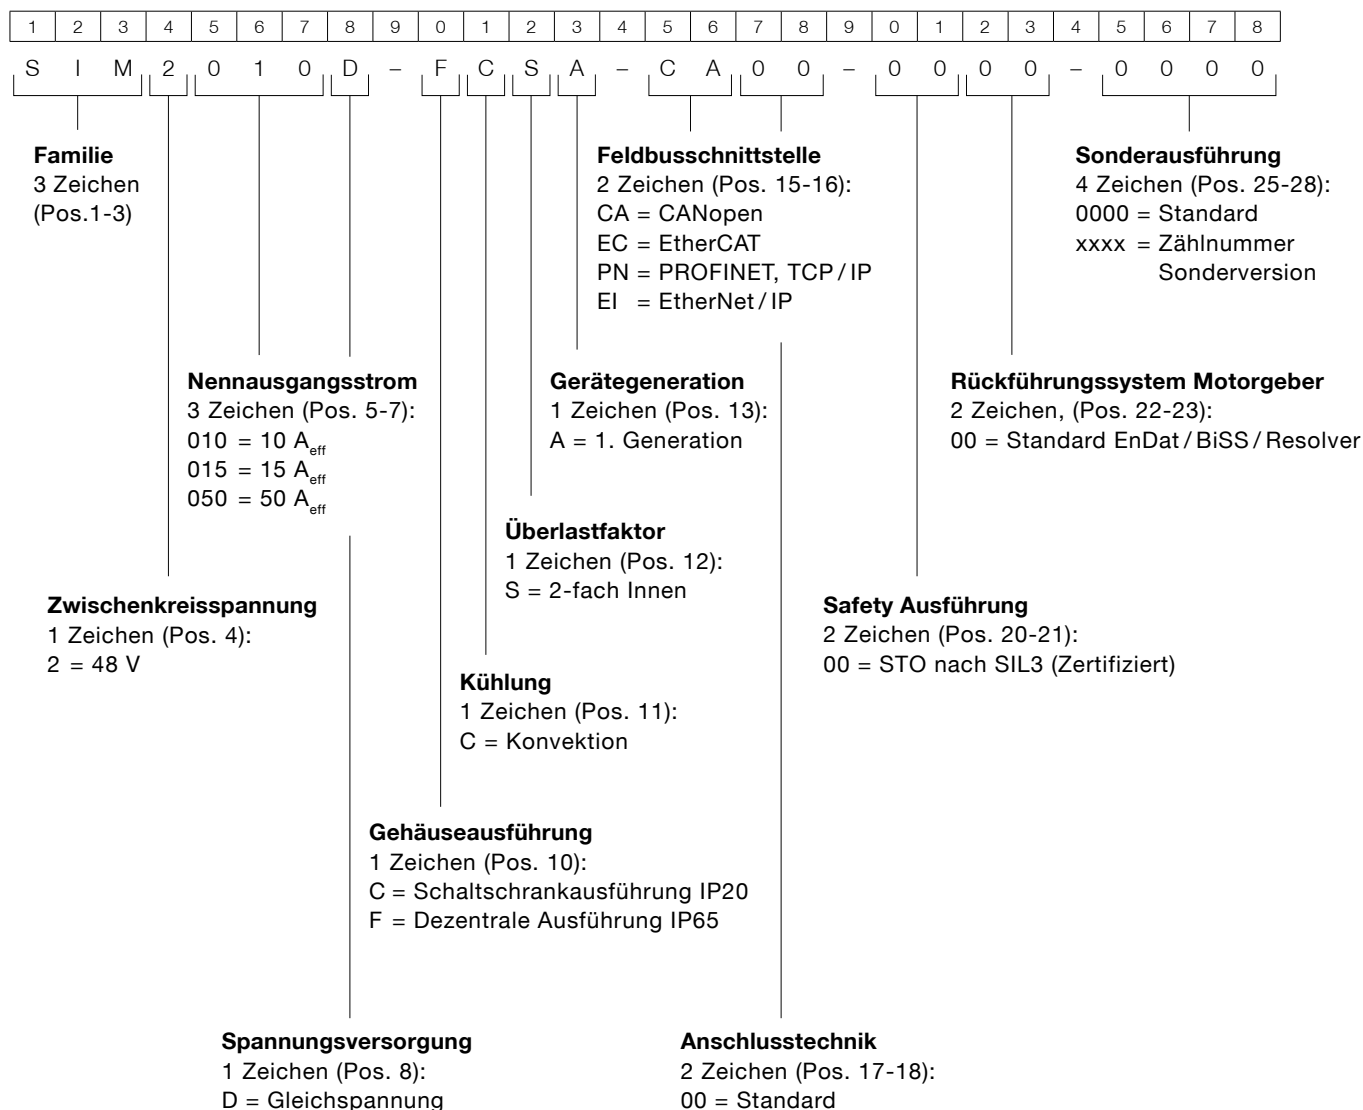 1 2 3 4 5 6 7 8 9 0 1 2 3 4 5 6 7 8 9 0 1 2 3 4 5 6 7 8
S I M 2 0 1 0 D – F C S A – C A 0 0 – 0 0 0 0 – 0 0 0 0
Familie
3 Zeichen
(Pos.1-3)
Feldbusschnittstelle
2 Zeichen (Pos. 15-16):
CA = CANopen
EC = EtherCAT
PN = PROFINET, TCP / IP
EI = EtherNet / IP
Sonderausführung
4 Zeichen (Pos. 25-28):
0000 = Standard
xxxx = Zählnummer
Sonderversion
Nennausgangsstrom
3 Zeichen (Pos. 5-7):
010 = 10 Aeff
015 = 15 Aeff
050 = 50 Aeff
Gerätegeneration
1 Zeichen (Pos. 13):
A = 1. Generation
Rückführungssystem Motorgeber
2 Zeichen, (Pos. 22-23):
00 = Standard EnDat / BiSS / Resolver
Überlastfaktor
1 Zeichen (Pos. 12):
S = 2-fach Innen
Zwischenkreisspannung
1 Zeichen (Pos. 4):
2 = 48 V
Safety Ausführung
2 Zeichen (Pos. 20-21):
00 = STO nach SIL3 (Zertifiziert)
Kühlung
1 Zeichen (Pos. 11):
C = Konvektion
Gehäuseausführung
1 Zeichen (Pos. 10):
C = Schaltschrankausführung IP20
F = Dezentrale Ausführung IP65
Spannungsversorgung
1 Zeichen (Pos. 8):
D = Gleichspannung
Anschlusstechnik
2 Zeichen (Pos. 17-18):
00 = Standard